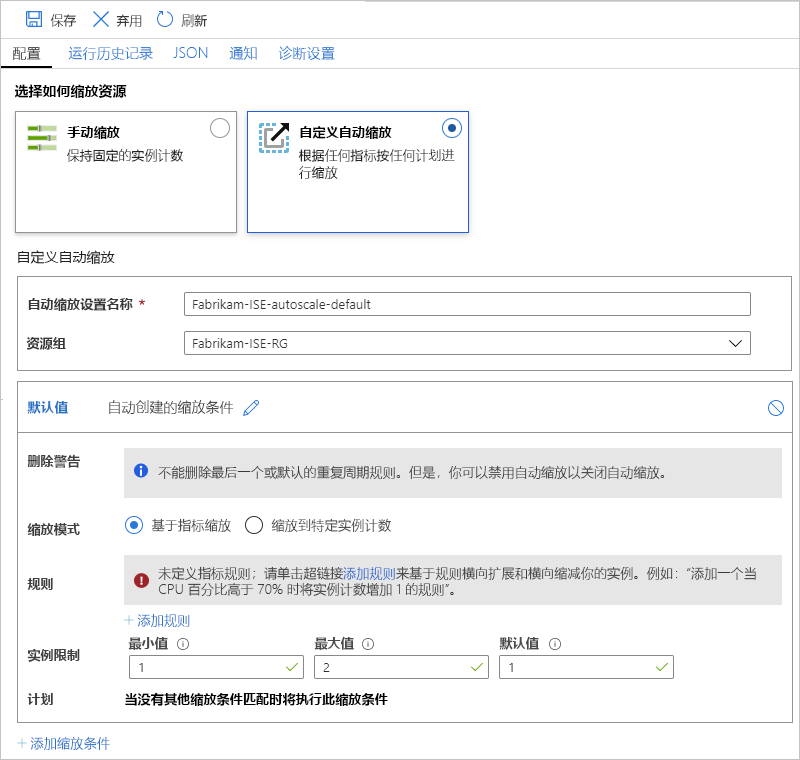 保存 弃用 刷新
配置 运行历史记录 JSON 通知 诊断设置
选择如何缩放资源
手动缩放
保持固定的实例计数
自定义自动缩放
根据任何指标按任何计划进
行缩放
自定义自动缩放
自动缩放设置名称 * Fabrikam-ISE-autoscale-default
资源组 Fabrikam-ISE-RG
默认值 自动创建的缩放条件
删除警告 不能删除最后一个或默认的重复周期规则。但是，你可以禁用自动缩放以关闭自动缩放。
缩放模式 基于指标缩放 缩放到特定实例计数
规则 未定义指标规则；请单击超链接添加规则来基于规则横向扩展和横向缩减你的实例。例如：“添加一个当
CPU 百分比高于 70% 时将实例计数增加 1 的规则”。
+ 添加规则
实例限制 最小值 最大值 默认值
1 2 1
计划 当没有其他缩放条件匹配时将执行此缩放条件
+ 添加缩放条件